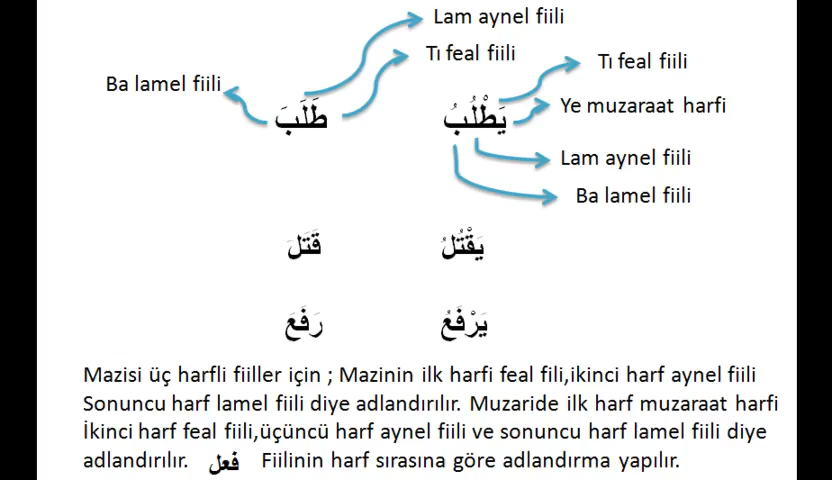 Lam aynel fiili
Tı feal fiili
Tı feal fiili
Ba lamel fiili
Ye muzaraat harfi
طَلَبَ
يَطْلُبُ
Lam aynel fiili
Ba lamel fiili
قَتَلَ
يَقْتُلُ
رَفَعَ
يَرْفَعُ
Mazisi üç harfli fiiller için ; Mazinin ilk harfi feal fili,ikinci harf aynel fiili
Sonuncu harf lamel fiili diye adlandırılır. Muzaride ilk harf muzaraat harfi
İkinci harf feal fiili,üçüncü harf aynel fiili ve sonuncu harf lamel fiili diye
adlandırılır. فعل Fiilinin harf sırasına göre adlandırma yapılır.